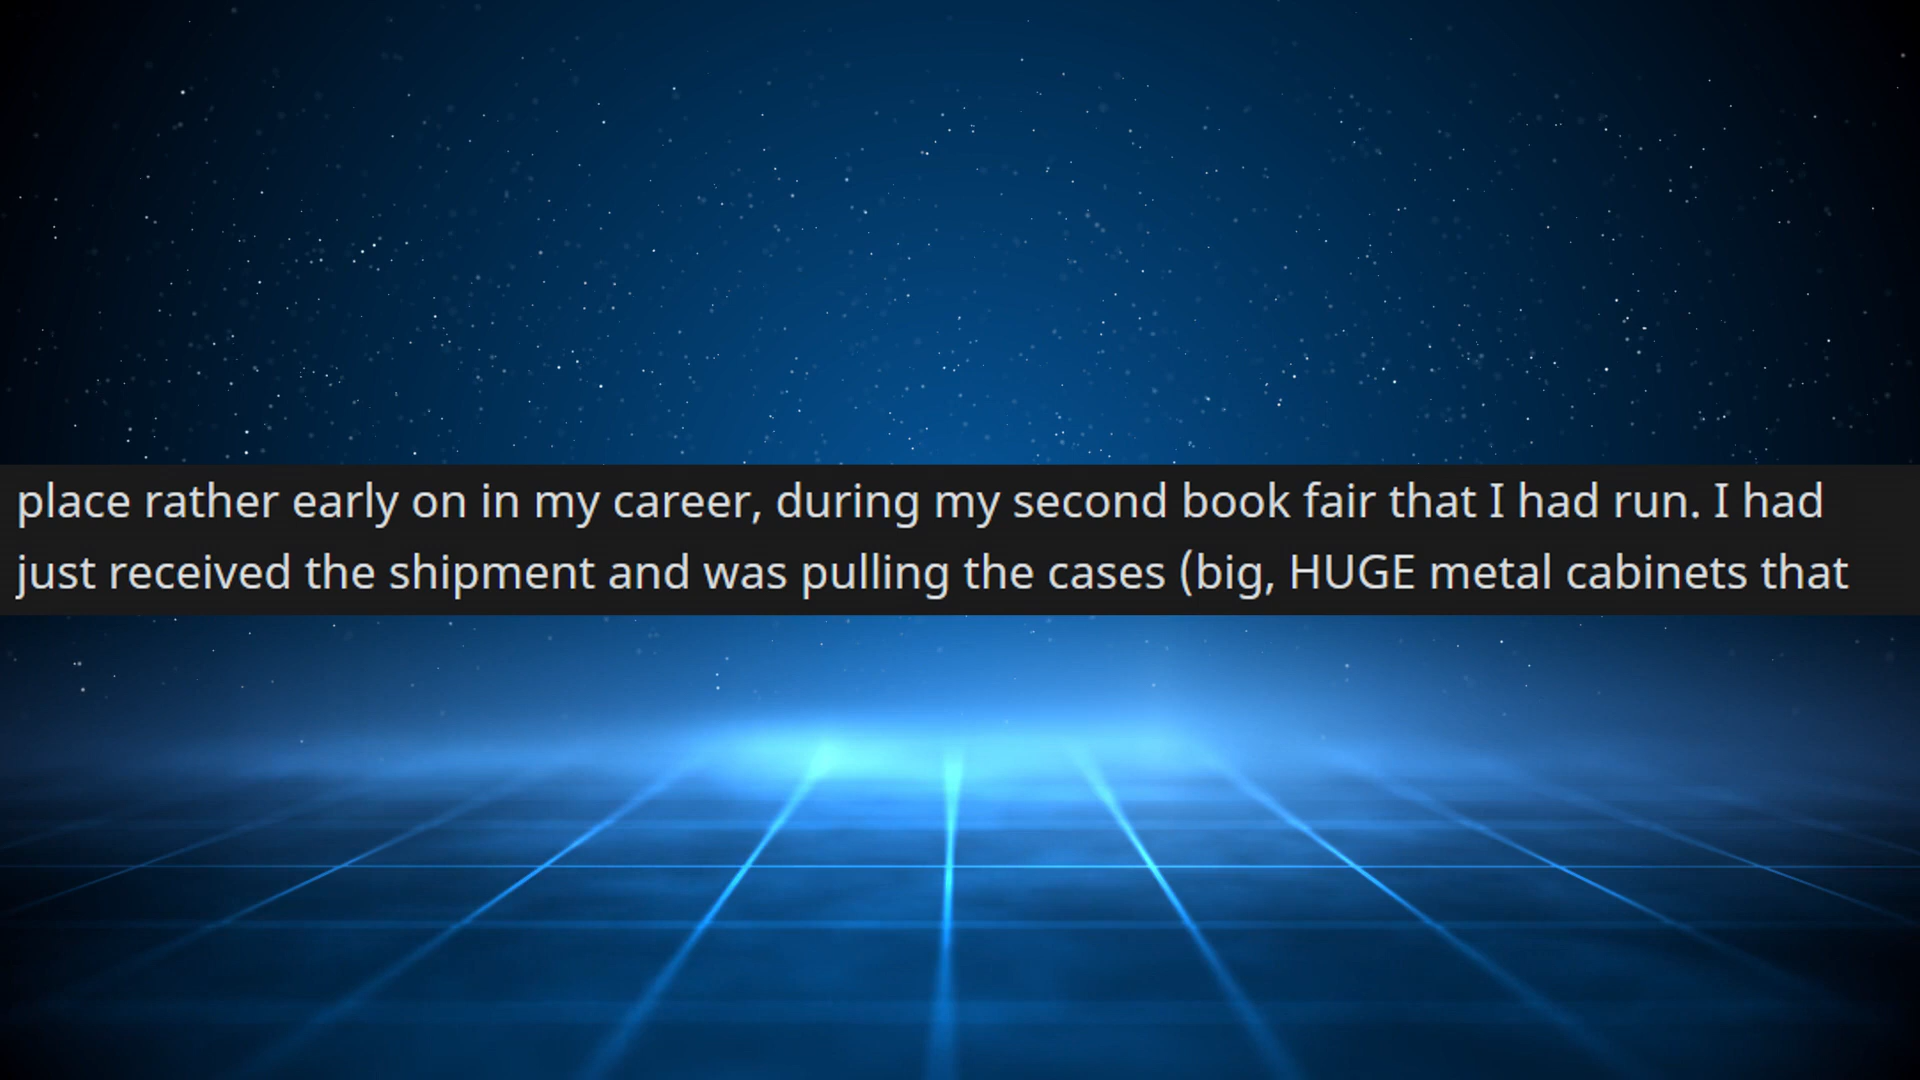 place rather early on in my career, during my second book fair that I had run. I had
just received the shipment and was pulling the cases (big, HUGE metal cabinets that